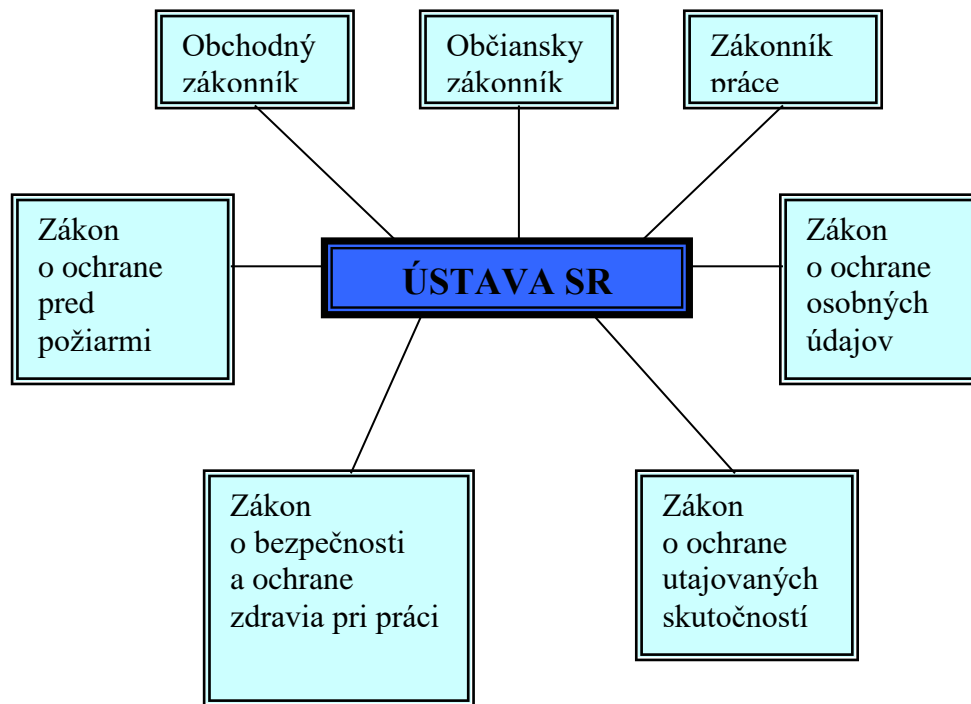 Obchodný
zákonník
Občiansky
zákonník
Zákonník
práce
Zákon
o ochrane
pred
požiarmi
ÚSTAVA SR
Zákon
o ochrane
osobných
údajov
Zákon
o bezpečnosti
a ochrane
zdravia pri práci
Zákon
o ochrane
utajovaných
skutočností